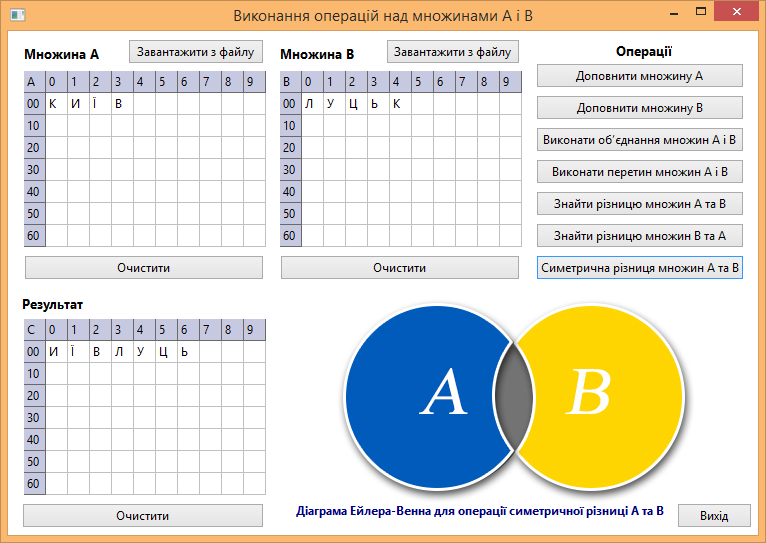 Виконання операцій над множинами A і B
Множина A
Завантажити з файлу
A 0 1 2 3 4 5 6 7 8 9
00 К И Ї В
10
20
30
40
50
60
Очистити
Множина B
Завантажити з файлу
B 0 1 2 3 4 5 6 7 8 9
00 Л У Ц Ь К
10
20
30
40
50
60
Очистити
Операції
Доповнити множину A
Доповнити множину B
Виконати об'єднання множин A і B
Виконати перетин множин A і B
Знайти різницю множин A та B
Знайти різницю множин B та A
Симетрична різниця множин A та B
Результат
C 0 1 2 3 4 5 6 7 8 9
00 И Ї В Л У Ц Ь
10
20
30
40
50
60
Очистити
A
B
Діаграма Ейлера-Венна для операції симетричної різниці A та B
Вихід